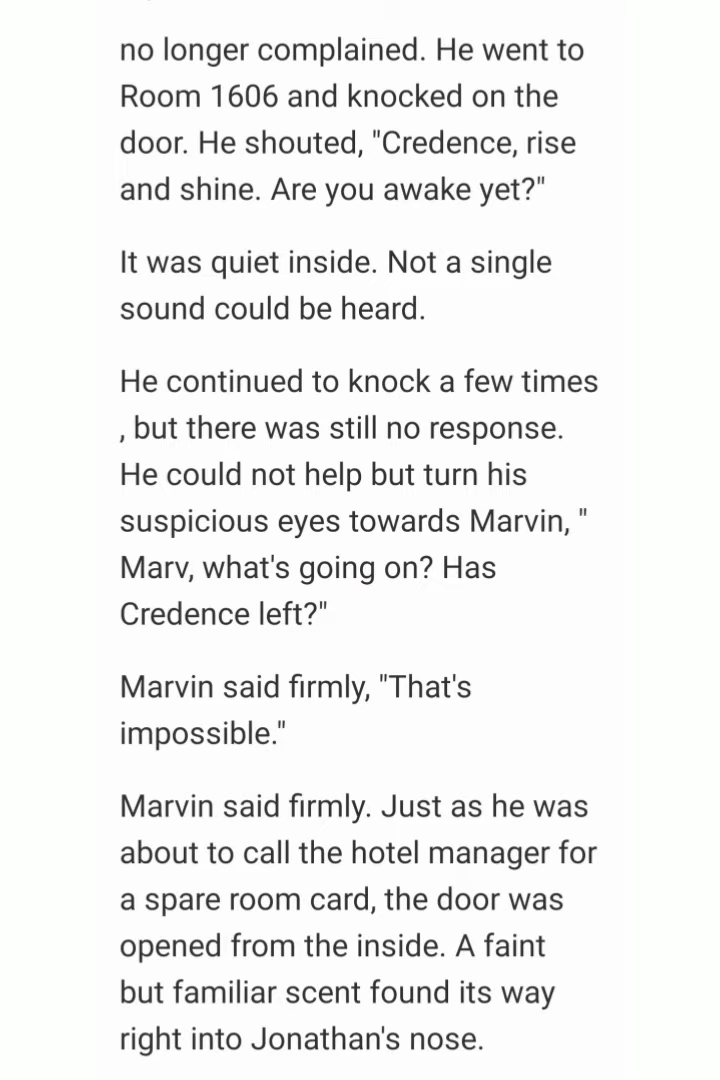 no longer complained. He went to
Room 1606 and knocked on the
door. He shouted, "Credence, rise
and shine. Are you awake yet?"
It was quiet inside. Not a single
sound could be heard.
He continued to knock a few times
, but there was still no response.
He could not help but turn his
suspicious eyes towards Marvin, "
Marv, what's going on? Has
Credence left?"
Marvin said firmly, "That's
impossible."
Marvin said firmly. Just as he was
about to call the hotel manager for
a spare room card, the door was
opened from the inside. A faint
but familiar scent found its way
right into Jonathan's nose.